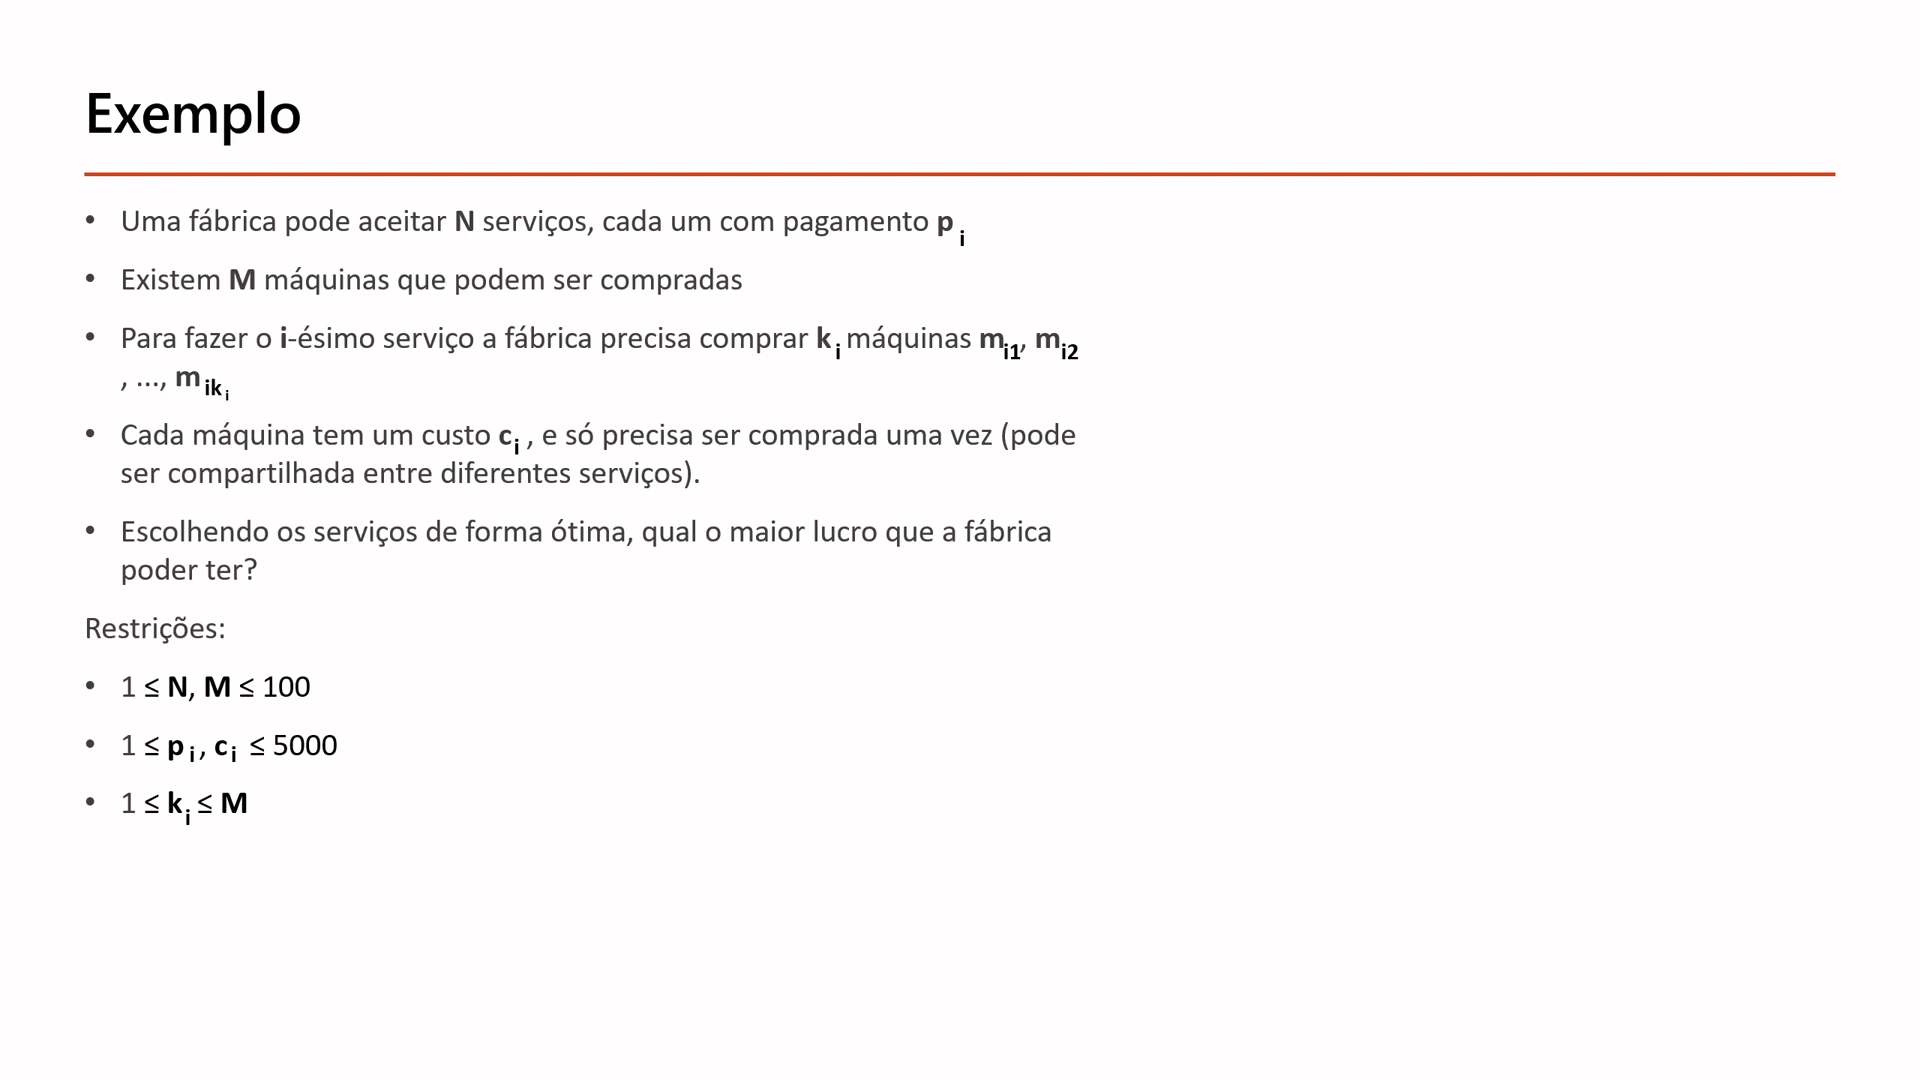 Exemplo
• Uma fábrica pode aceitar N serviços, cada um com pagamento p i
• Existem M máquinas que podem ser compradas
• Para fazer o i-ésimo serviço a fábrica precisa comprar k i máquinas mi1, mi2
, ..., m ik i
• Cada máquina tem um custo c i , e só precisa ser comprada uma vez (pode
ser compartilhada entre diferentes serviços).
• Escolhendo os serviços de forma ótima, qual o maior lucro que a fábrica
poder ter?
Restrições:
• 1 ≤ N, M ≤ 100
• 1 ≤ p i , c i ≤ 5000
• 1 ≤ k i ≤ M